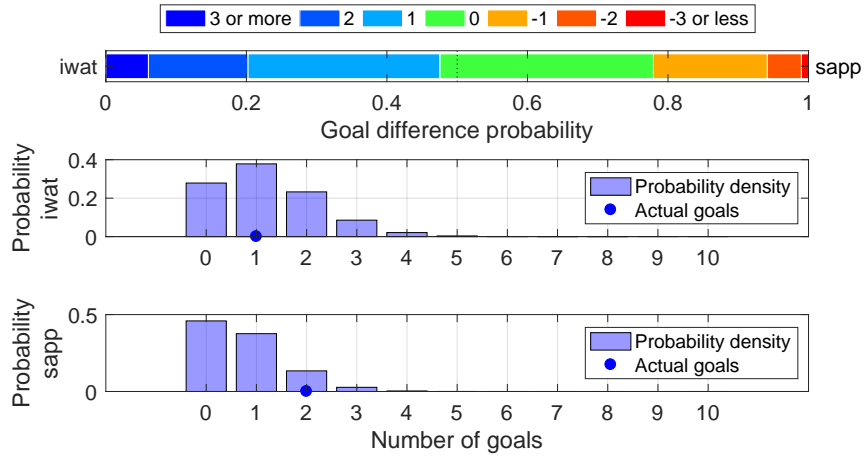 3 or more 2 1 0 -1 -2 -3 or less
iwat sapp
0 0.2 0.4 0.6 0.8 1
Goal difference probability
Probability
iwat
0.4
0.2
0
Probability density
Actual goals
0 1 2 3 4 5 6 7 8 9 10
Probability
sapp
0.5
0
Probability density
Actual goals
0 1 2 3 4 5 6 7 8 9 10
Number of goals